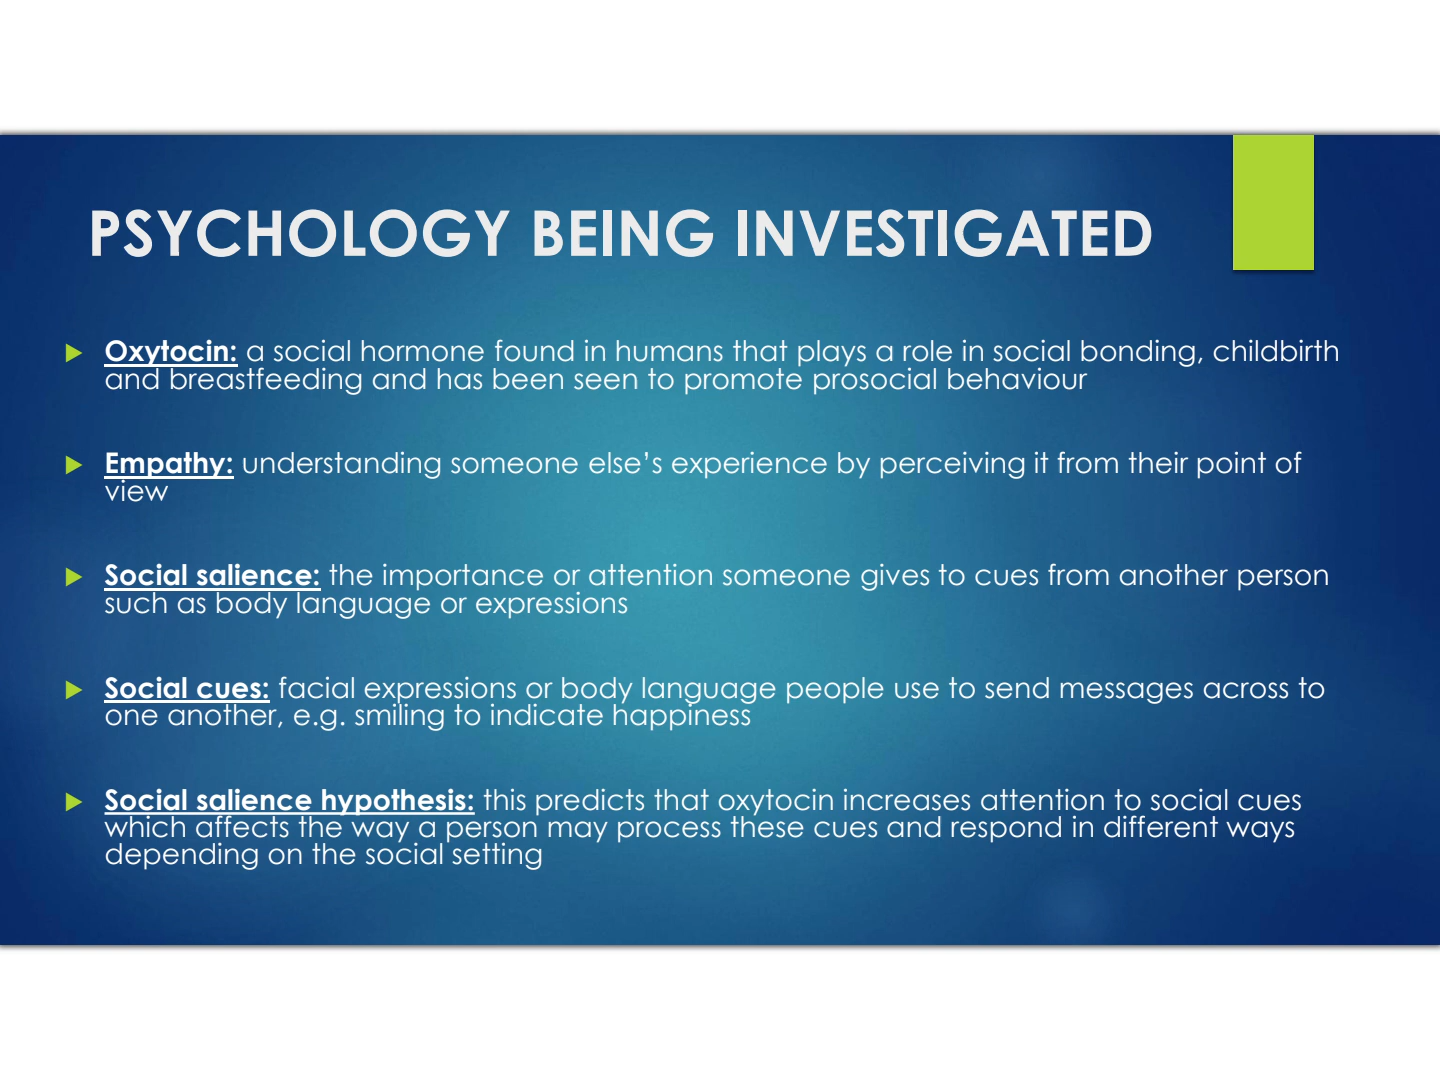 PSYCHOLOGY BEING INVESTIGATED
Oxytocin: a social hormone found in humans that plays a role in social bonding, childbirth
and breastfeeding and has been seen to promote prosocial behaviour
Empathy: understanding someone else’s experience by perceiving it from their point of
view
Social salience: the importance or attention someone gives to cues from another person
such as body language or expressions
Social cues: facial expressions or body language people use to send messages across to
one another, e.g. smiling to indicate happiness
Social salience hypothesis: this predicts that oxytocin increases attention to social cues
which affects the way a person may process these cues and respond in different ways
depending on the social setting